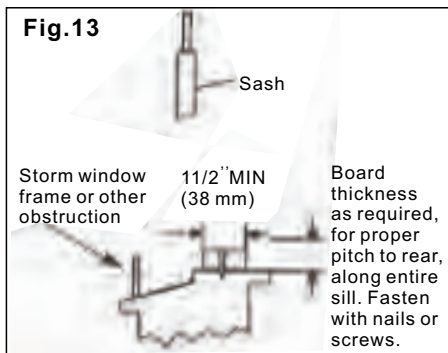 Fig.13
Sash
Storm window
frame or other
obstruction
11/2’’MIN
(38 mm)
Board
thickness
as required,
for proper
pitch to rear,
along entire
sill. Fasten
with nails or
screws.